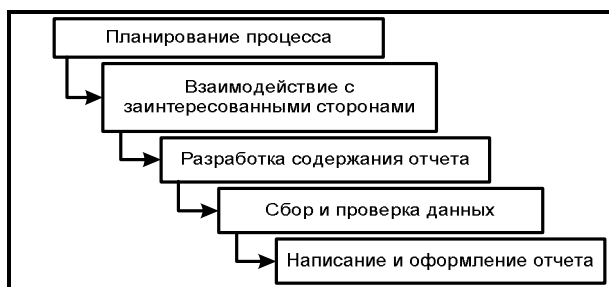 Планирование процесса
Взаимодействие с
заинтересованными сторонами
Разработка содержания отчета
Сбор и проверка данных
Написание и оформление отчета